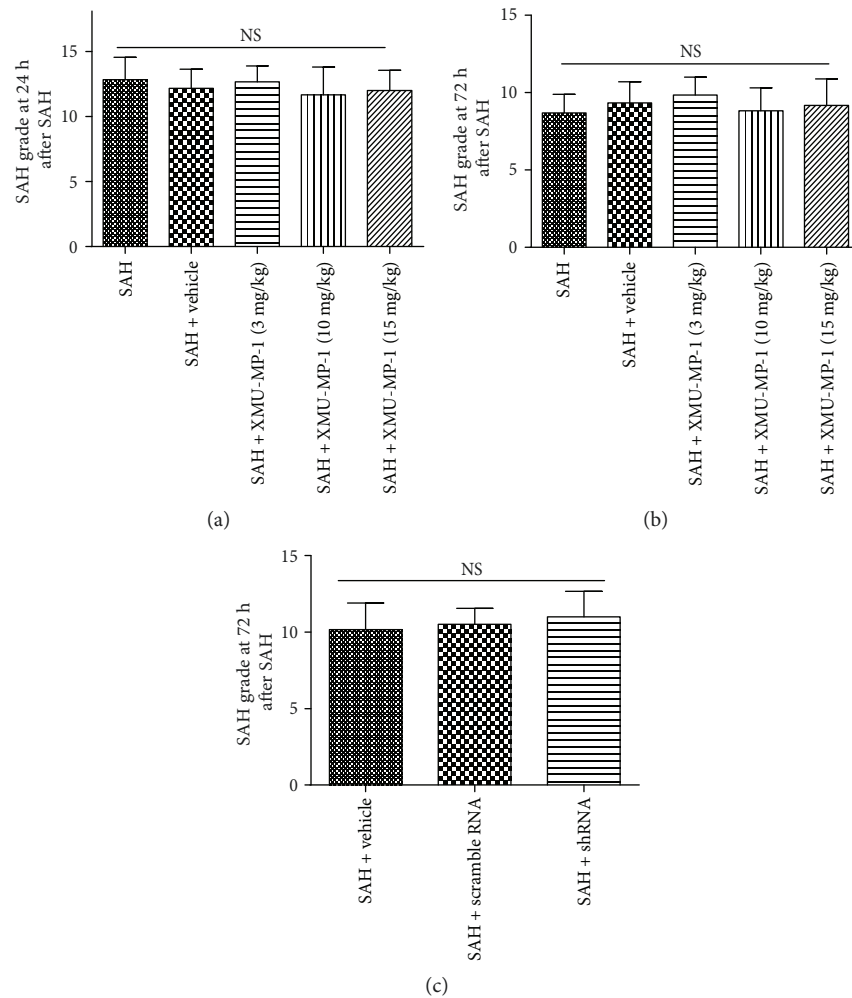 NS
SAH grade at 24 h
after SAH
15
10
5
0
SAH
SAH + vehicle
SAH + XMU-MP-1 (3 mg/kg)
SAH + XMU-MP-1 (10 mg/kg)
SAH + XMU-MP-1 (15 mg/kg)
(a)
NS
SAH grade at 72 h
after SAH
15
10
5
0
SAH
SAH + vehicle
SAH + XMU-MP-1 (3 mg/kg)
SAH + XMU-MP-1 (10 mg/kg)
SAH + XMU-MP-1 (15 mg/kg)
(b)
NS
SAH grade at 72 h
after SAH
15
10
5
0
SAH + vehicle
SAH + scramble RNA
SAH + shRNA
(c)